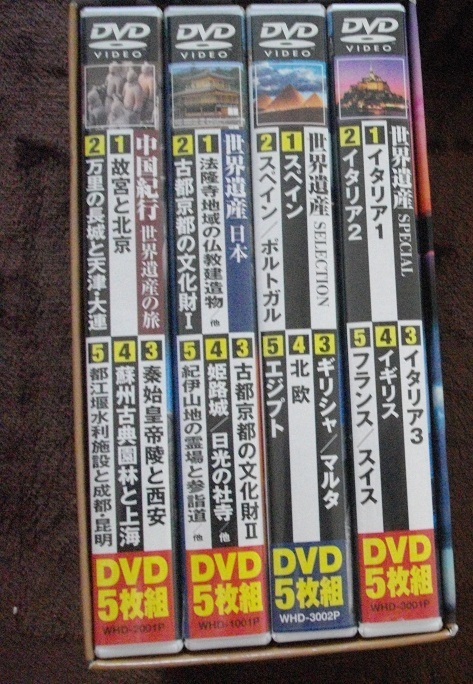 DVD
VIDEO
中国紀行 世界遺産の旅
1 故宮と北京
2 万里の長城と天津・大連
3 秦始皇帝陵と西安
4 蘇州古典園林と上海
5 都江堰水利施設と成都・昆明
DVD
5枚組
WHD-2001P
DVD
VIDEO
世界遺産 日本
1 法隆寺地域の仏教建造物/他
2 古都京都の文化財Ⅰ
3 古都京都の文化財Ⅱ
4 姫路城/日光の社寺/他
5 紀伊山地の霊場と参詣道/他
DVD
5枚組
WHD-1001P
DVD
VIDEO
世界遺産 SELECTION
1 スペイン
2 スペイン/ポルトガル
3 ギリシャ/マルタ
4 北欧
5 エジプト
DVD
5枚組
WHD-3002P
DVD
VIDEO
世界遺産 SPECIAL
1 イタリア1
2 イタリア2
3 イタリア3
4 イギリス
5 フランス/スイス
DVD
5枚組
WHD-3001P